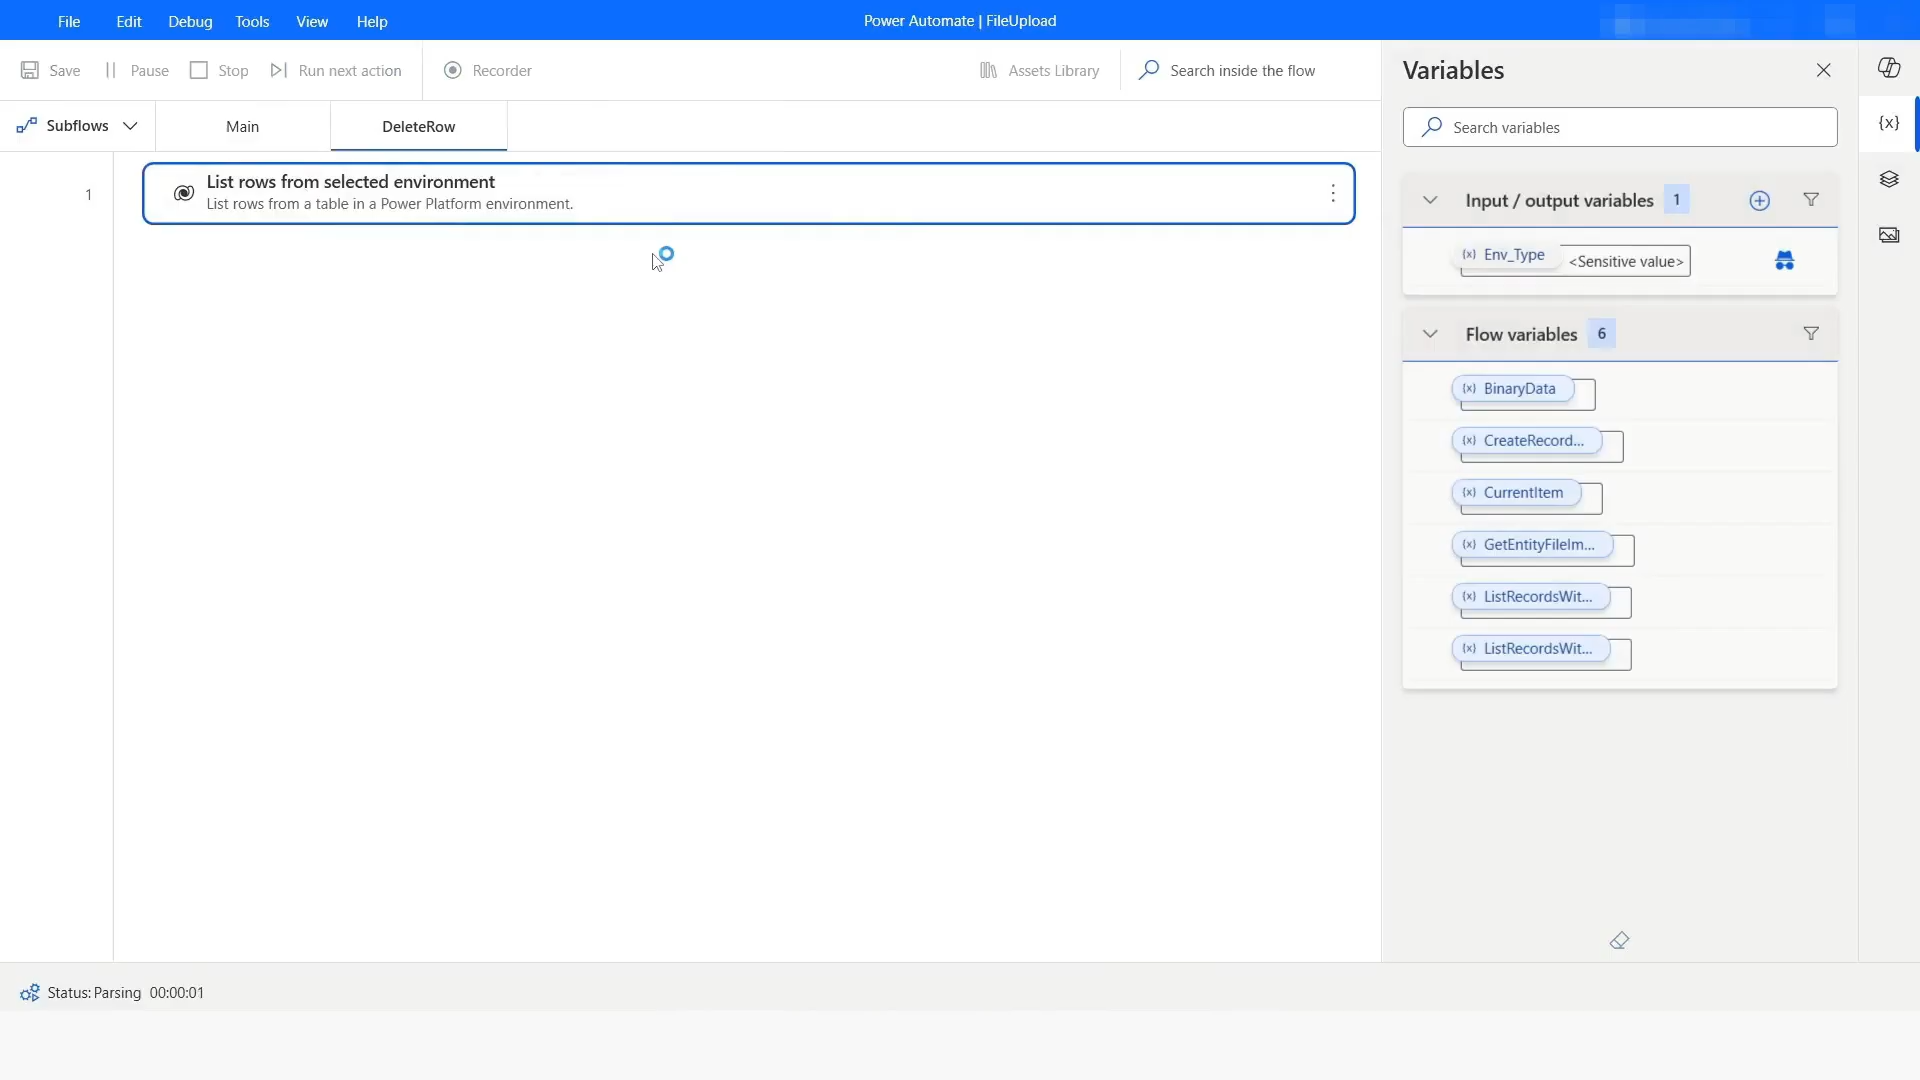 File Edit Debug Tools View Help
Power Automate | FileUpload
Save Pause Stop Run next action Recorder
Assets Library Search inside the flow
Subflows Main DeleteRow
1
List rows from selected environment
List rows from a table in a Power Platform environment.
Variables
Search variables
Input / output variables 1
(x) Env_Type <Sensitive value>
Flow variables 6
(x) BinaryData
(x) CreateRecord...
(x) CurrentItem
(x) GetEntityFileIm...
(x) ListRecordsWit...
(x) ListRecordsWit...
{x}
Status: Parsing 00:00:01